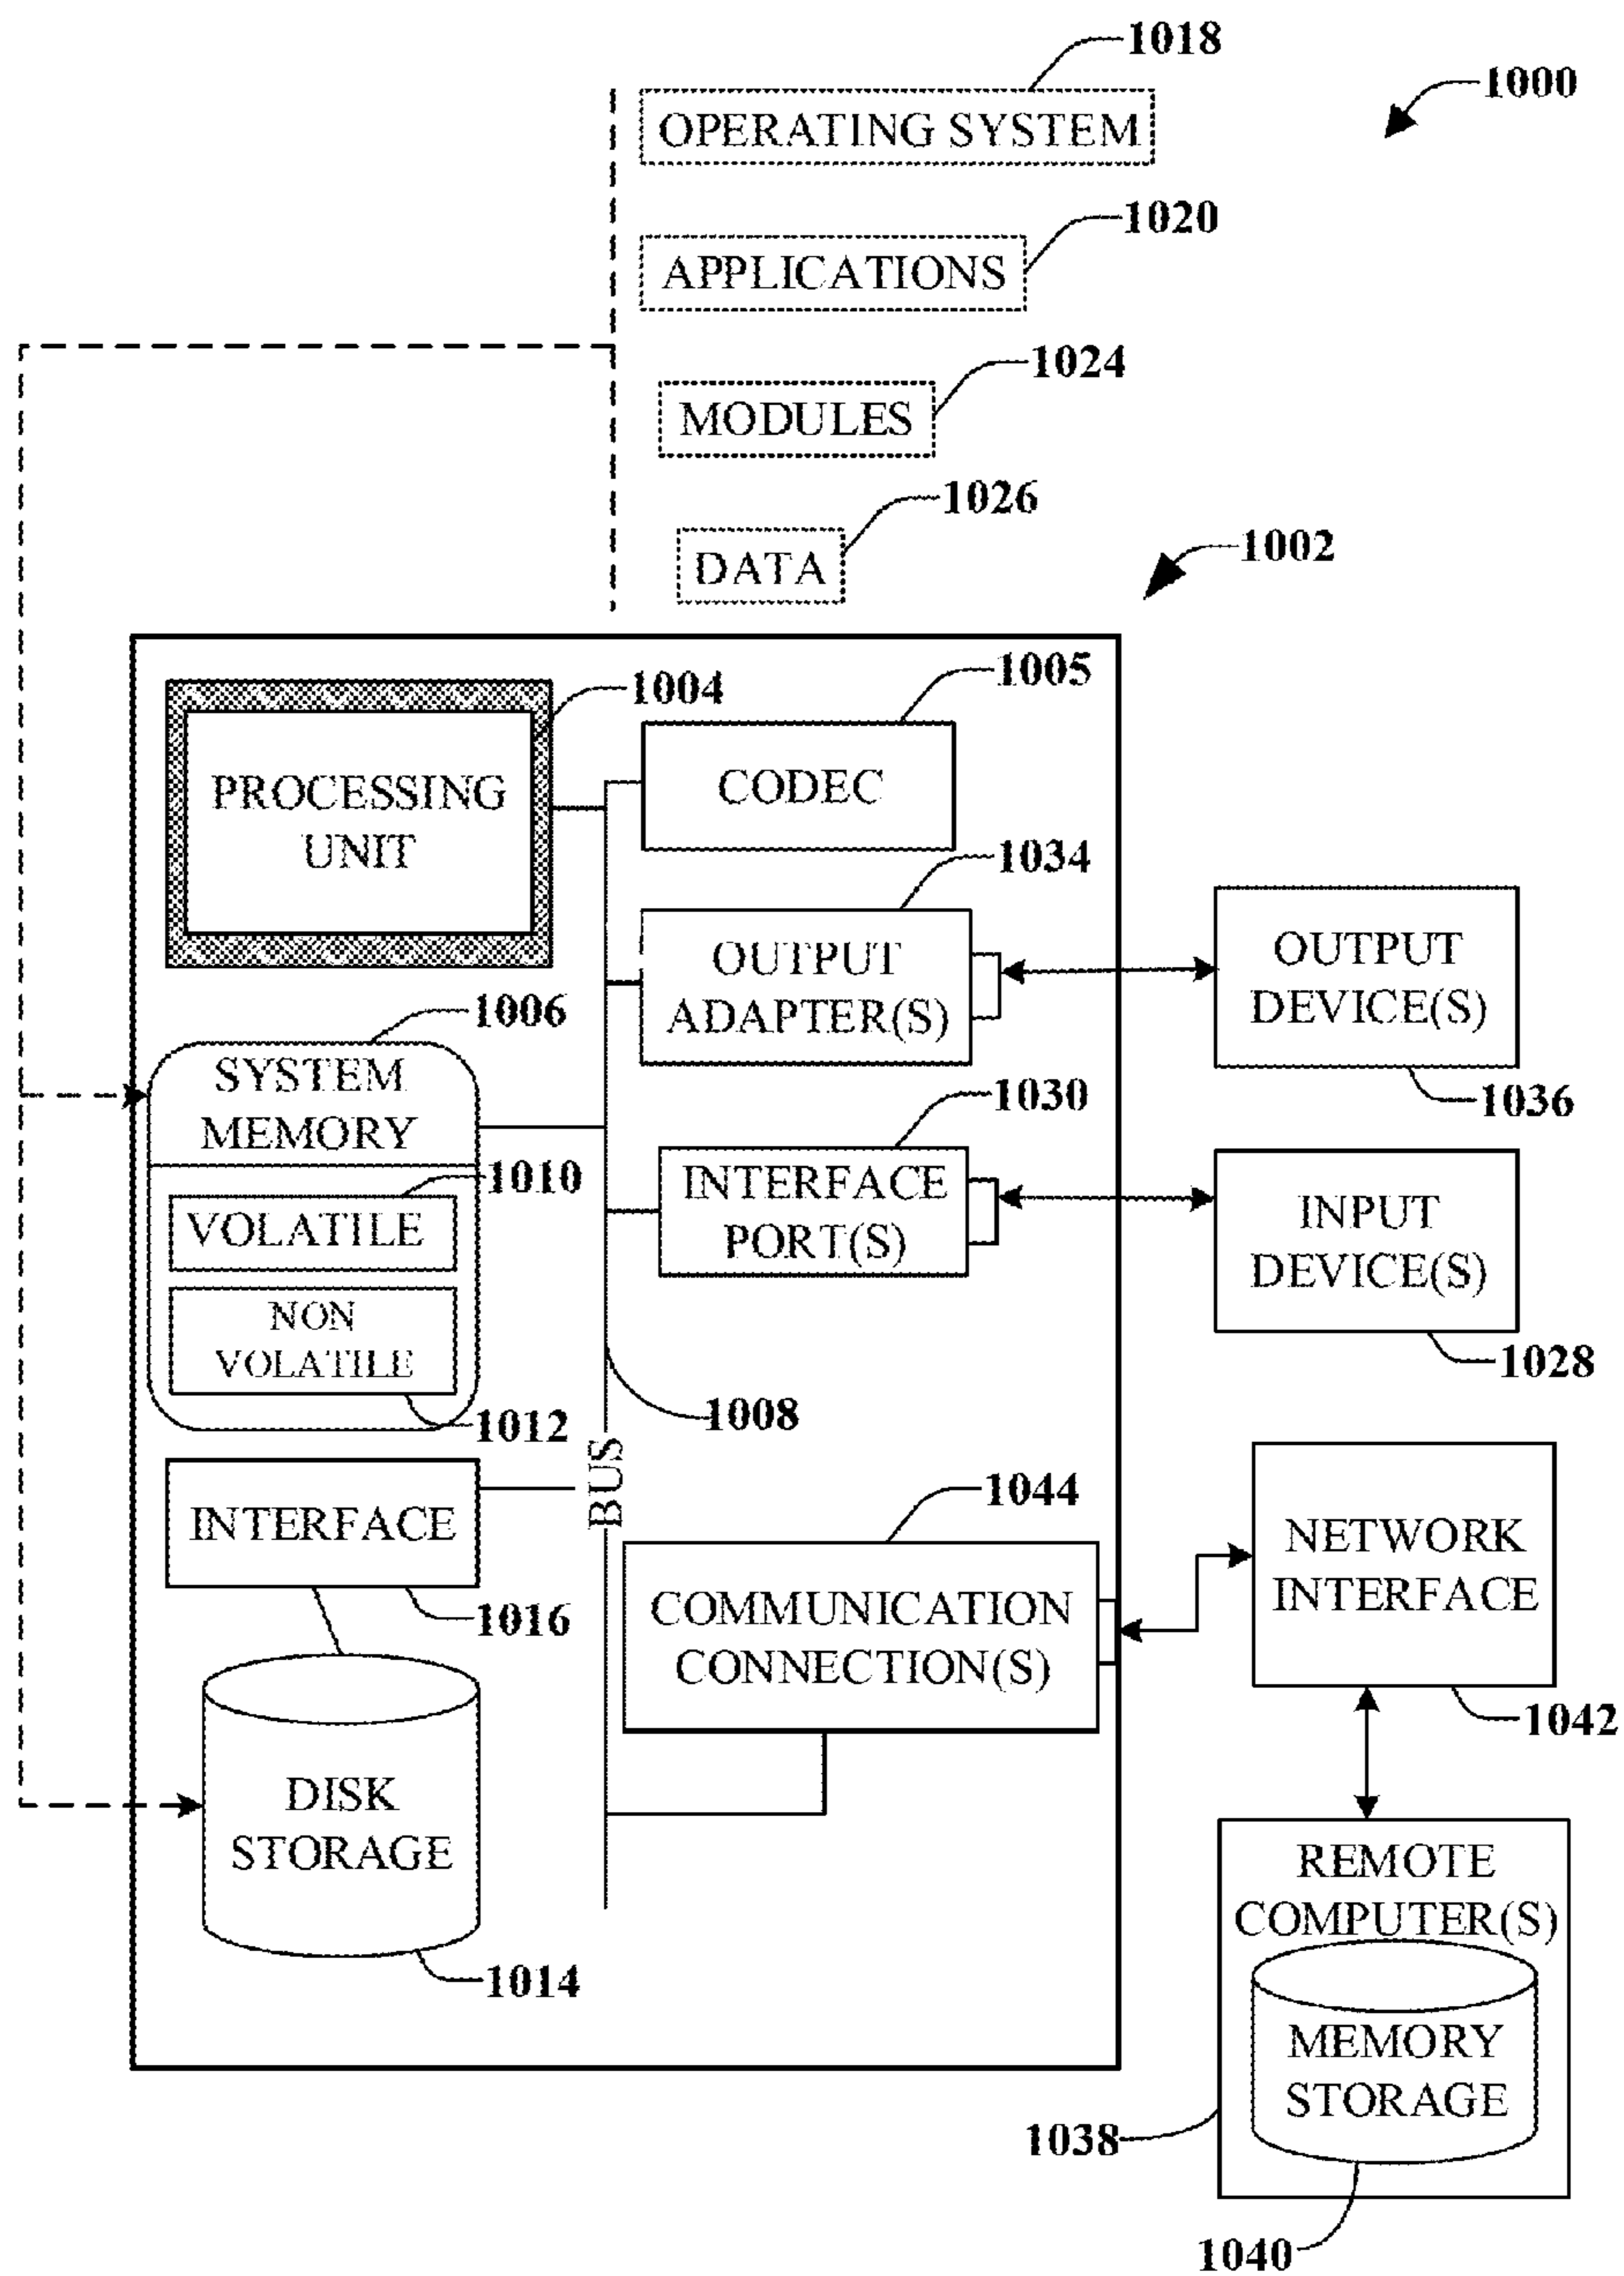 1018
1000
OPERATING SYSTEM
1020
APPLICATIONS
1024
MODULES
1026
DATA
1002
1004
PROCESSING
UNIT
1005
CODEC
1034
OUTPUT
ADAPTER(S)
OUTPUT
DEVICE(S)
1036
1006
SYSTEM
MEMORY
1010
VOLATILE
NON
VOLATILE
1012
1030
INTERFACE
PORT(S)
INPUT
DEVICE(S)
1028
1008
BUS
INTERFACE
1016
1044
COMMUNICATION
CONNECTION(S)
NETWORK
INTERFACE
1042
DISK
STORAGE
1014
REMOTE
COMPUTER(S)
MEMORY
STORAGE
1038
1040